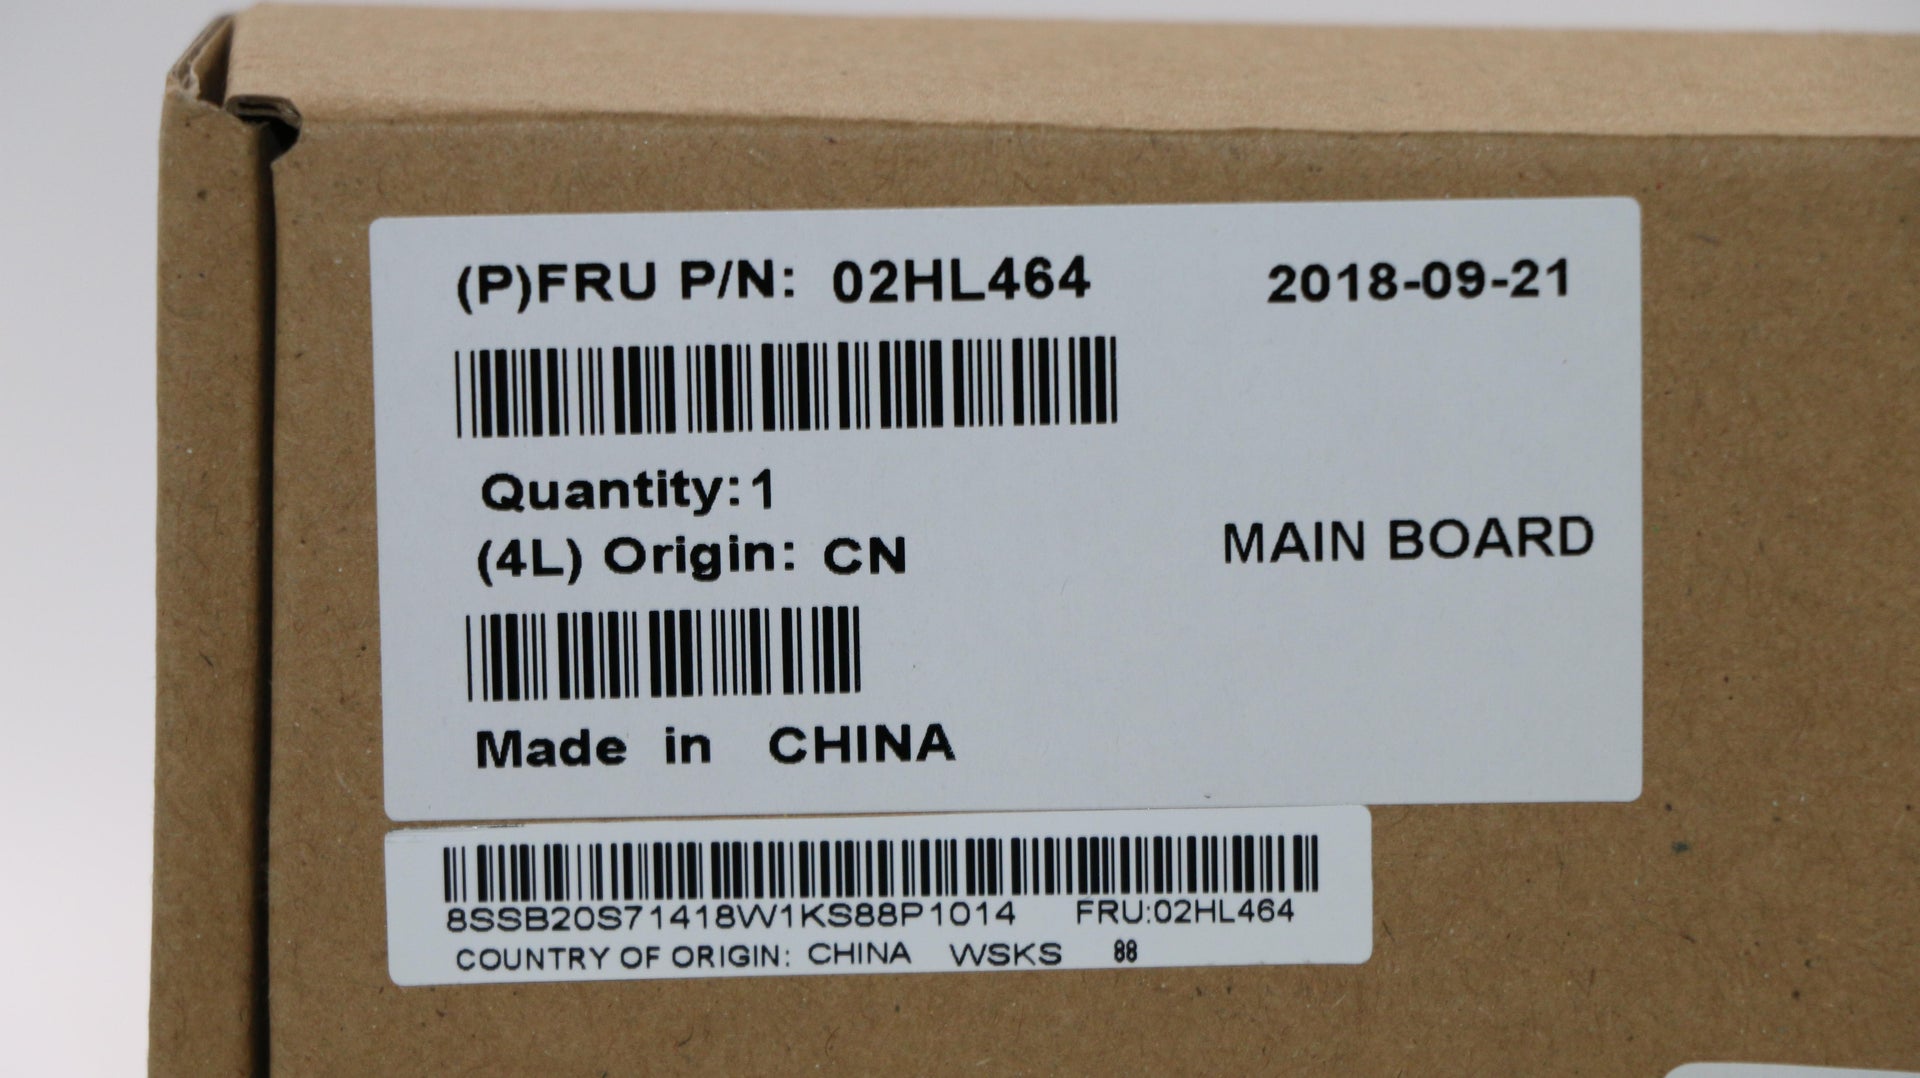 (P)FRU P/N: 02HL464 2018-09-21
Quantity:1
(4L) Origin: CN
MAIN BOARD
Made in CHINA
8SSB20S71418W1KS88P1014 FRU:02HL464
COUNTRY OF ORIGIN: CHINA WSKS 88